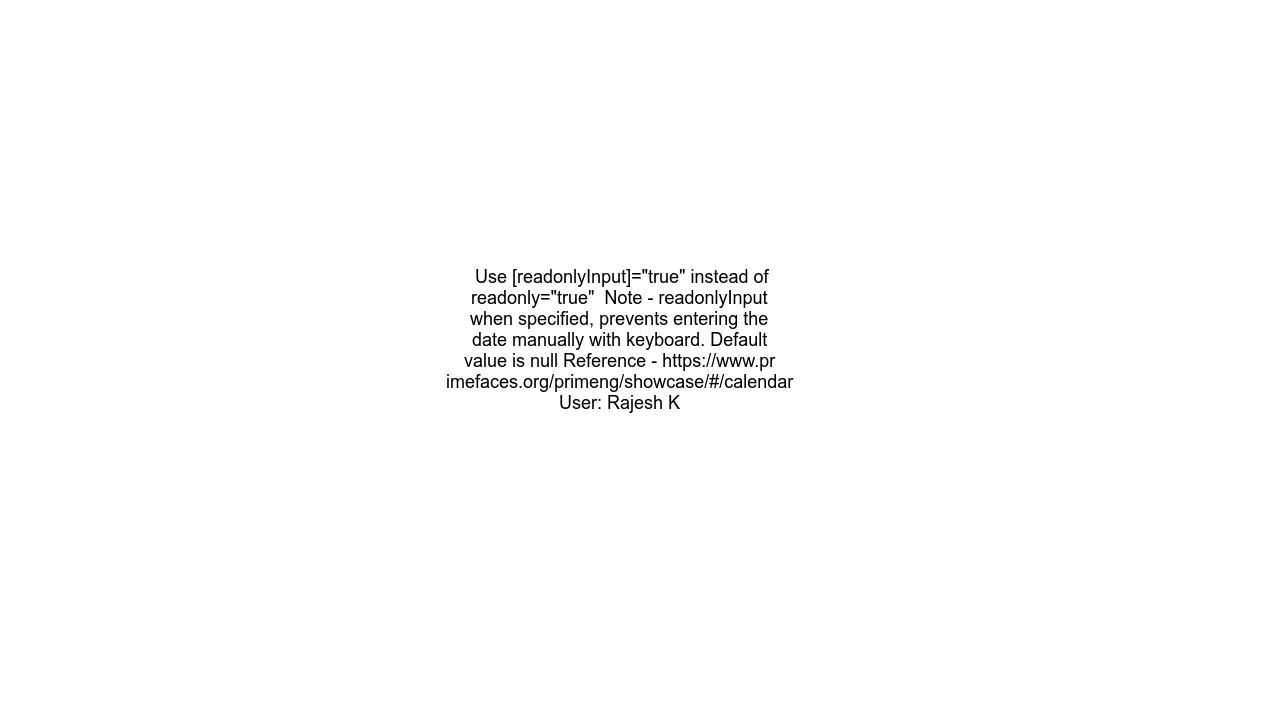 Use [readonlyInput]="true" instead of
readonly="true"  Note - readonlyInput
when specified, prevents entering the
date manually with keyboard. Default
value is null Reference - https://www.pr
imefaces.org/primeng/showcase/#/calendar
User: Rajesh K